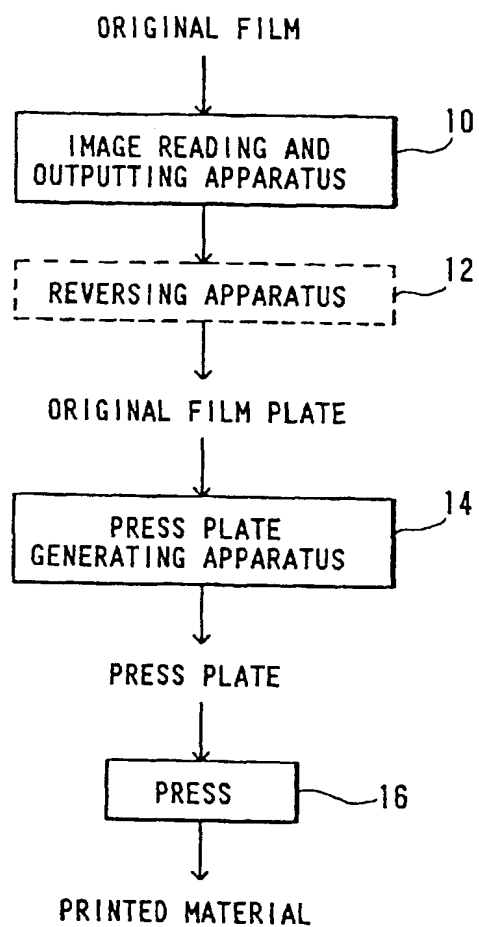 ORIGINAL FILM
10
IMAGE READING AND
OUTPUTTING APPARATUS
12
REVERSING APPARATUS
ORIGINAL FILM PLATE
14
PRESS PLATE
GENERATING APPARATUS
PRESS PLATE
PRESS
16
PRINTED MATERIAL